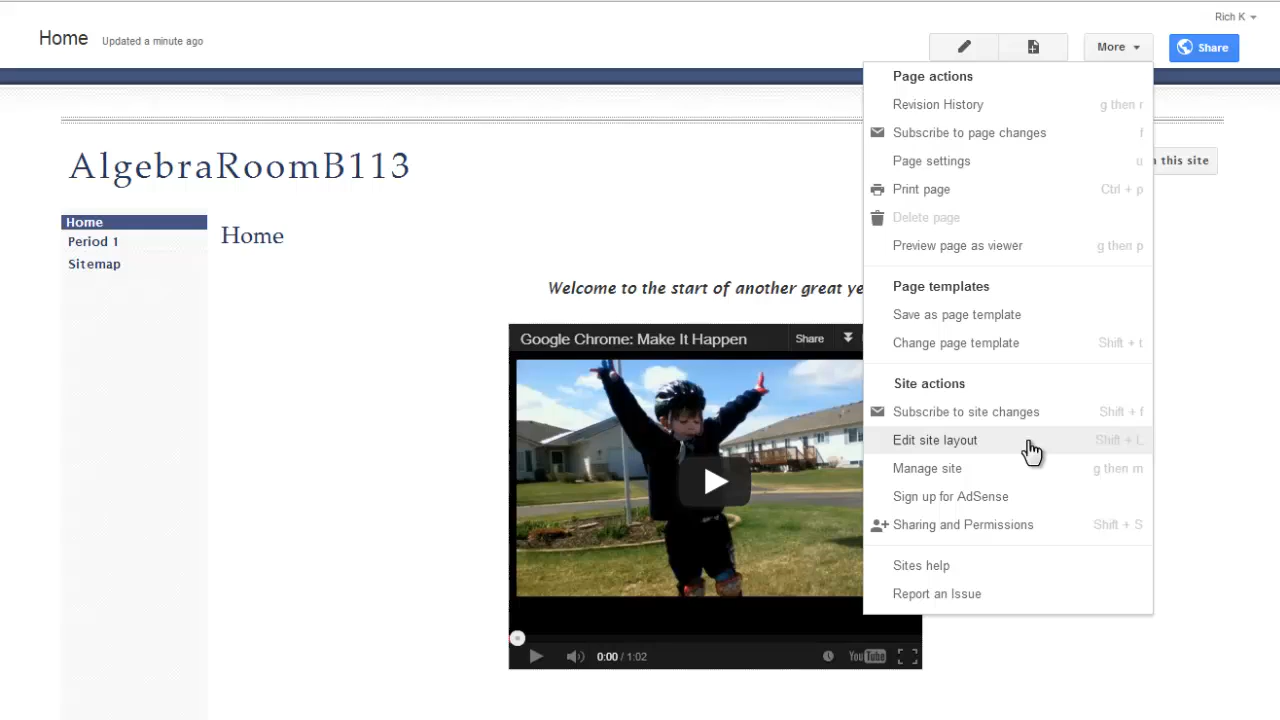 Rich K
Home Updated a minute ago
More
Share
Page actions
Revision History g then r
Subscribe to page changes f
Page settings u
Print page Ctrl + p
Delete page
Preview page as viewer g then p
Page templates
Save as page template
Change page template Shift + t
Site actions
Subscribe to site changes Shift + f
Edit site layout Shift + L
Manage site g then m
Sign up for AdSense
Sharing and Permissions Shift + S
Sites help
Report an Issue
this site
AlgebraRoomB113
Home
Period 1
Sitemap
Home
Welcome to the start of another great ye
Google Chrome: Make It Happen Share
0:00 / 1:02 YouTube